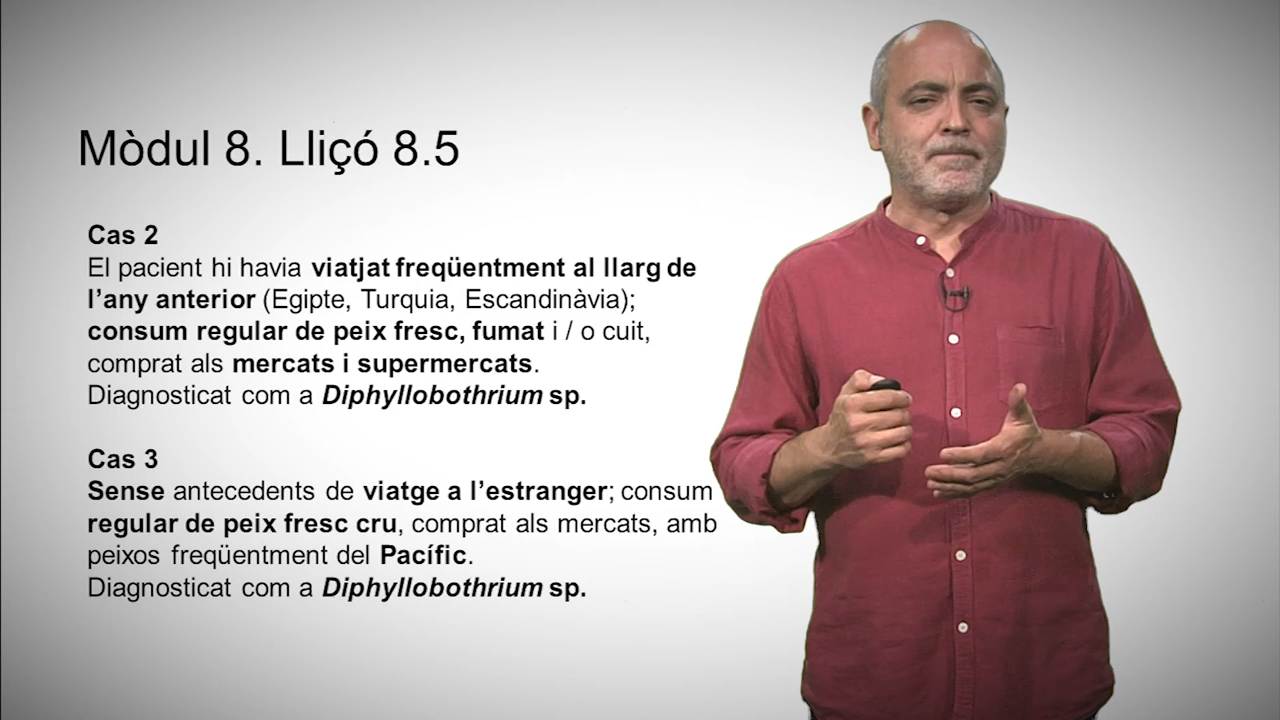 Mòdul 8. Lliçó 8.5
Cas 2
El pacient hi havia viatjat freqüentment al llarg de
l’any anterior (Egipte, Turquia, Escandinàvia);
consum regular de peix fresc, fumat i / o cuit,
comprat als mercats i supermercats.
Diagnosticat com a Diphyllobothrium sp.
Cas 3
Sense antecedents de viatge a l’estranger; consum
regular de peix fresc cru, comprat als mercats, amb
peixos freqüentment del Pacífic.
Diagnosticat com a Diphyllobothrium sp.